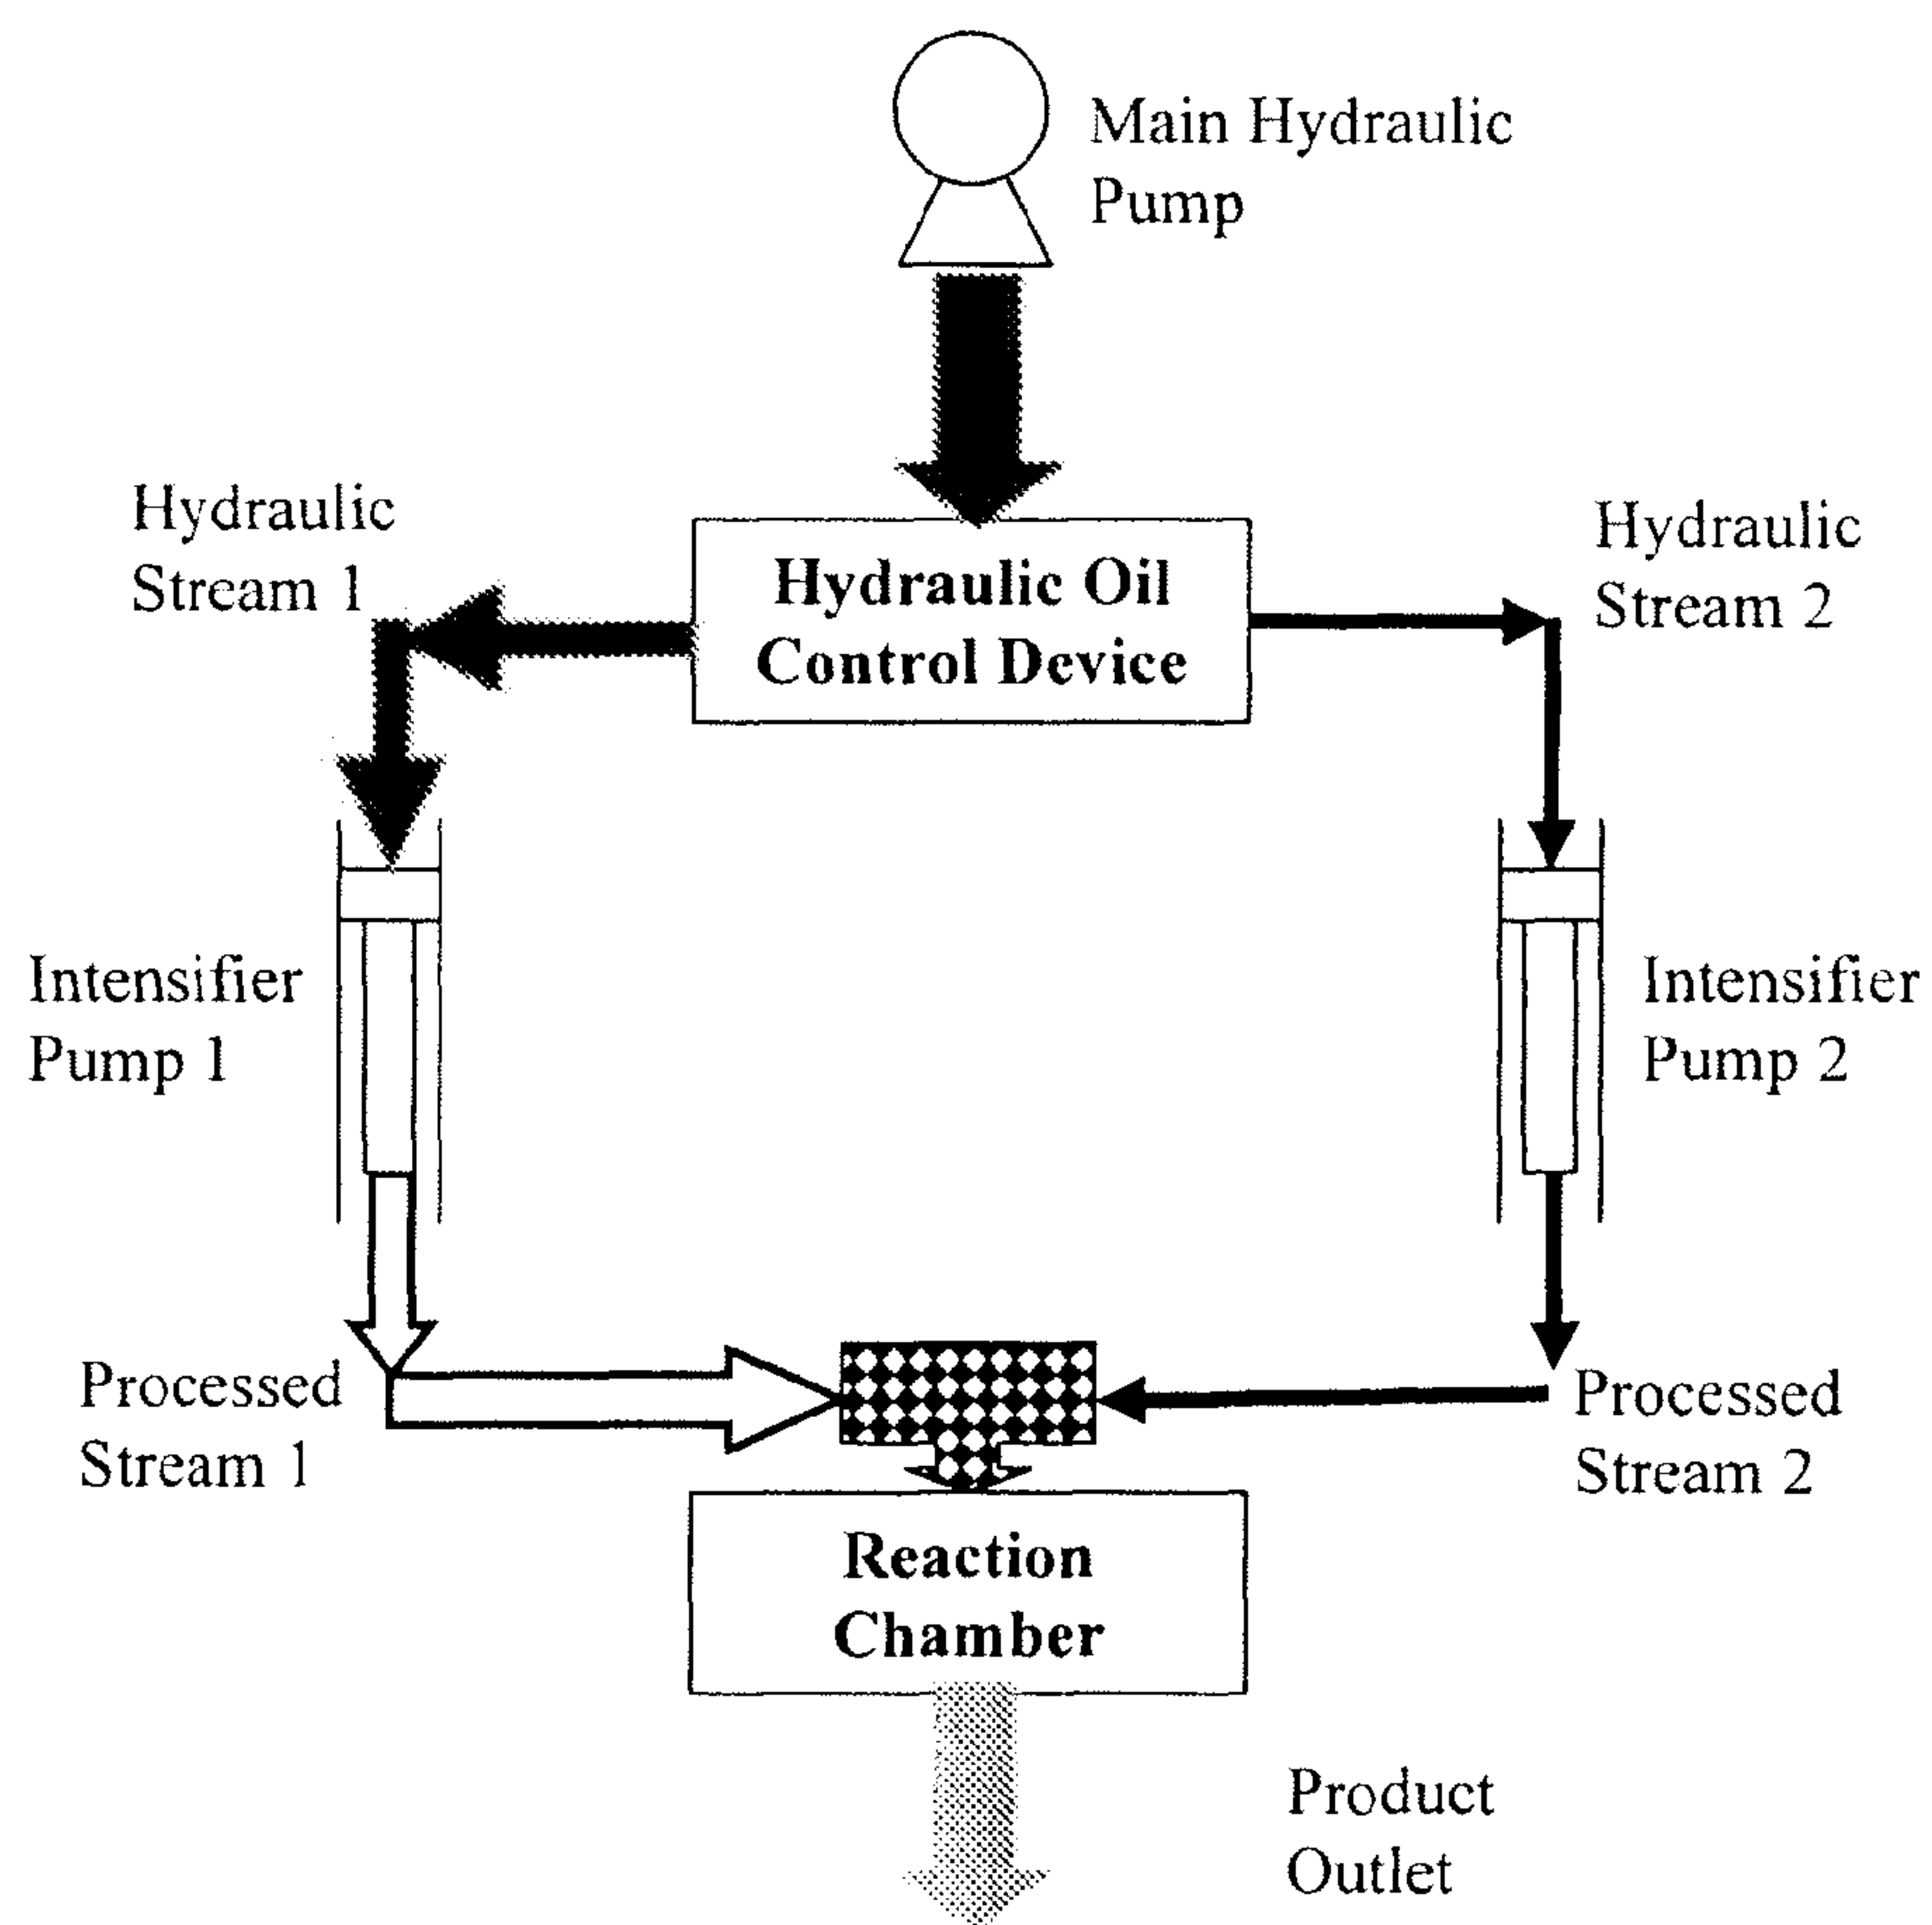 Main Hydraulic
Pump
Hydraulic
Stream 1
Hydraulic Oil
Control Device
Hydraulic
Stream 2
Intensifier
Pump 1
Intensifier
Pump 2
Processed
Stream 1
Processed
Stream 2
Reaction
Chamber
Product
Outlet